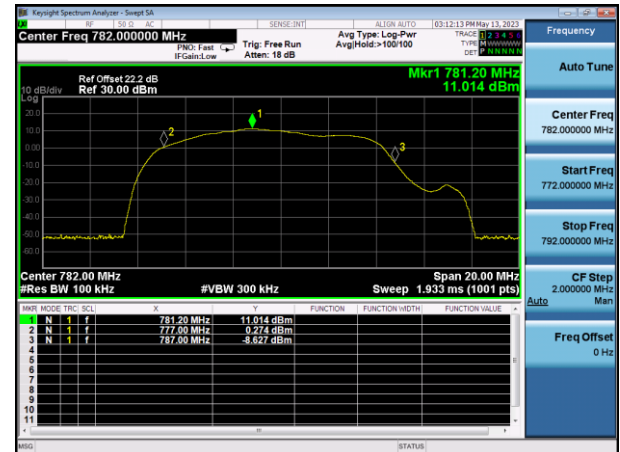 Keysight Spectrum Analyzer - Swept SA
RF 50 Ω AC SENSE:INT ALIGN AUTO 03:12:13 PM May 13, 2023
Center Freq 782.000000 MHz
PNO: Fast
IFGain:Low
Trig: Free Run
Atten: 18 dB
Avg Type: Log-Pwr
Avg|Hold:>100/100
TRACE 1 2 3 4 5 6
TYPE M WWWWW
DET P N N N N N
Ref Offset 22.2 dB
10 dB/div Ref 30.00 dBm
Log
Mkr1 781.20 MHz
11.014 dBm
20.0
10.0
0.00
-10.0
-20.0
-30.0
-40.0
-50.0
-60.0
1
2
3
Center 782.00 MHz Span 20.00 MHz
#Res BW 100 kHz #VBW 300 kHz Sweep 1.933 ms (1001 pts)
MKR MODE TRC SCL X Y FUNCTION FUNCTION WIDTH FUNCTION VALUE
1 N 1 f 781.20 MHz 11.014 dBm
2 N 1 f 777.00 MHz 0.274 dBm
3 N 1 f 787.00 MHz -8.627 dBm
4
5
6
7
8
9
10
11
MSG STATUS
Frequency
Auto Tune
Center Freq
782.000000 MHz
Start Freq
772.000000 MHz
Stop Freq
792.000000 MHz
CF Step
2.000000 MHz
Auto Man
Freq Offset
0 Hz